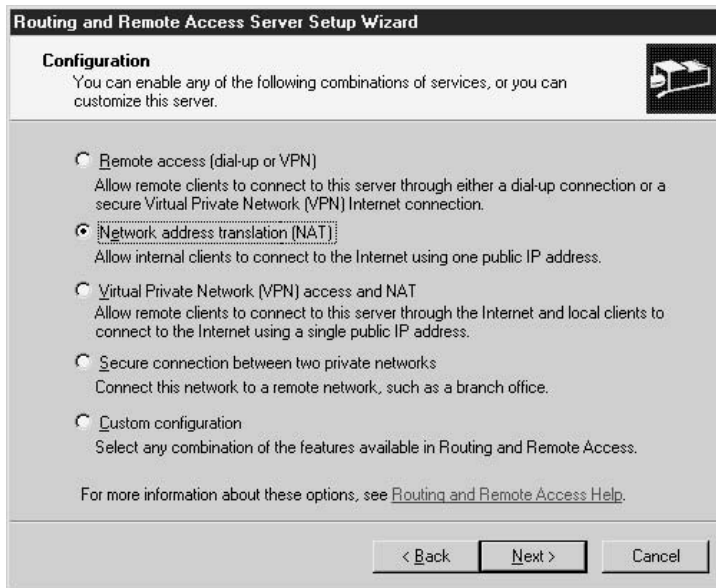 Routing and Remote Access Server Setup Wizard
Configuration
You can enable any of the following combinations of services, or you can
customize this server.
Remote access (dial-up or VPN)
Allow remote clients to connect to this server through either a dial-up connection or a
secure Virtual Private Network (VPN) Internet connection.
Network address translation (NAT)
Allow internal clients to connect to the Internet using one public IP address.
Virtual Private Network (VPN) access and NAT
Allow remote clients to connect to this server through the Internet and local clients to
connect to the Internet using a single public IP address.
Secure connection between two private networks
Connect this network to a remote network, such as a branch office.
Custom configuration
Select any combination of the features available in Routing and Remote Access.
For more information about these options, see Routing and Remote Access Help.
< Back Next > Cancel